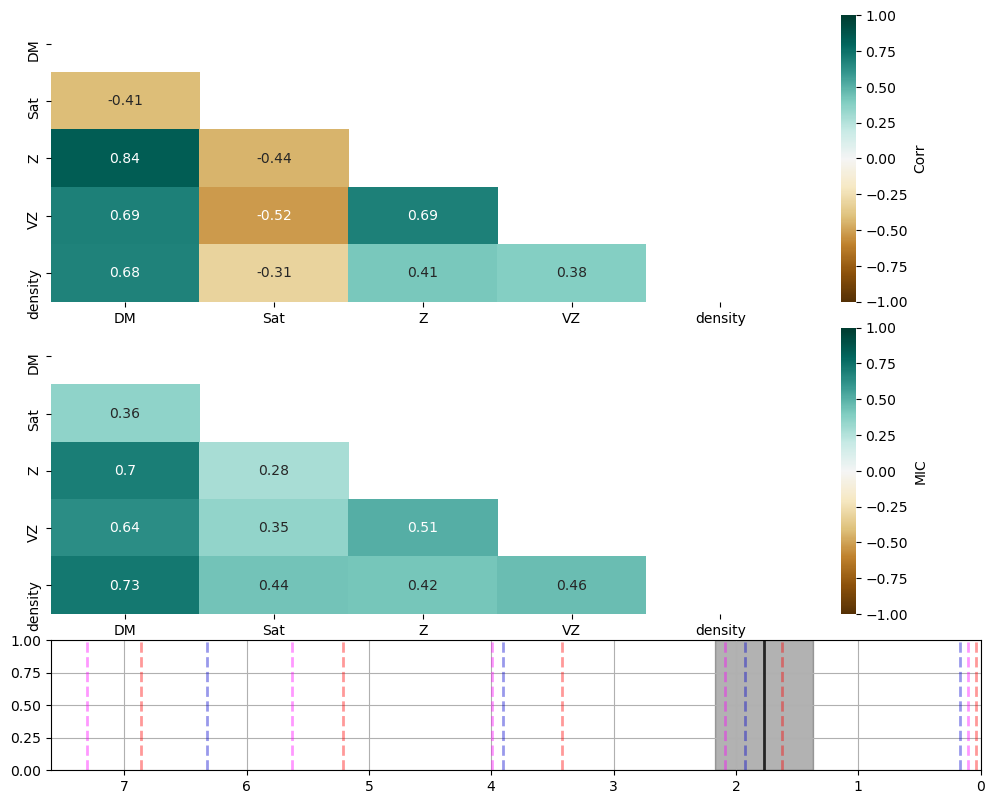 1.00
DM
0.75
Sat
-0.41
0.50
0.25
Z
0.84
-0.44
0.00
Corr
−0.25
VZ
0.69
-0.52
0.69
−0.50
density
0.68
-0.31
0.41
0.38
−0.75
−1.00
DM
Sat
Z
VZ
density
1.00
DM
0.75
Sat
0.36
0.50
0.25
Z
0.7
0.28
0.00
MIC
−0.25
VZ
0.64
0.35
0.51
−0.50
density
0.73
0.44
0.42
0.46
−0.75
−1.00
DM
Sat
Z
VZ
density
1.00
0.75
0.50
0.25
0.00
7
6
5
4
3
2
1
0